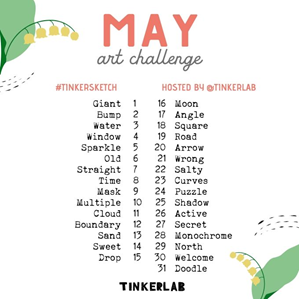 MAY
art challenge
#TINKERSKETCH HOSTED BY @TINKERLAB
Giant 1 16 Moon
Bump 2 17 Angle
Water 3 18 Square
Window 4 19 Road
Sparkle 5 20 Arrow
Old 6 21 Wrong
Straight 7 22 Salty
Time 8 23 Curves
Mask 9 24 Puzzle
Multiple 10 25 Shadow
Cloud 11 26 Active
Boundary 12 27 Secret
Sand 13 28 Monochrome
Sweet 14 29 North
Drop 15 30 Welcome
31 Doodle
TINKERLAB